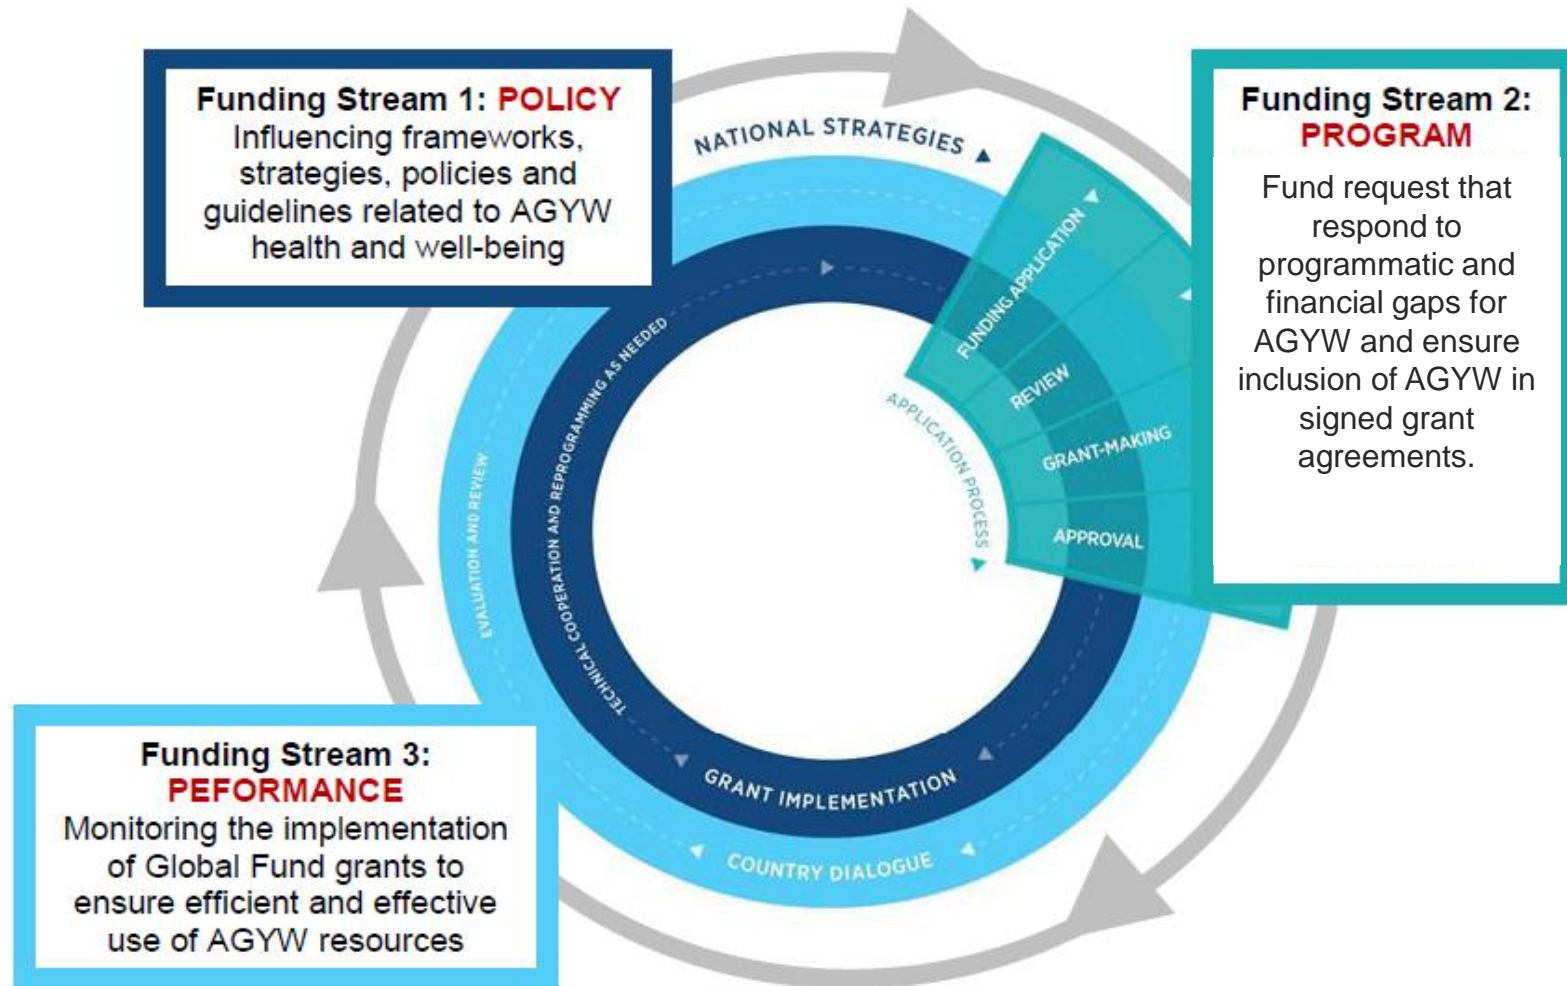 Funding Stream 1: POLICY
Influencing frameworks,
strategies, policies and
guidelines related to AGYW
health and well-being
Funding Stream 2:
PROGRAM
Fund request that
respond to
programmatic and
financial gaps for
AGYW and ensure
inclusion of AGYW in
signed grant
agreements.
NATIONAL STRATEGIES
FUNDING APPLICATION
REVIEW
GRANT-MAKING
APPROVAL
APPLICATION PROCESS
TECHNICAL COOPERATION AND REPROGRAMMING AS NEEDED
EVALUATION AND REVIEW
GRANT IMPLEMENTATION
COUNTRY DIALOGUE
Funding Stream 3:
PEFORMANCE
Monitoring the implementation
of Global Fund grants to
ensure efficient and effective
use of AGYW resources